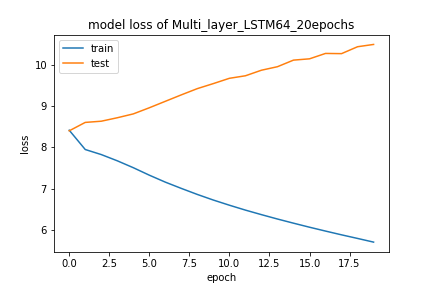 model loss of Multi_layer_LSTM64_20epochs
train
test
10
9
8
7
6
loss
0.0 2.5 5.0 7.5 10.0 12.5 15.0 17.5
epoch